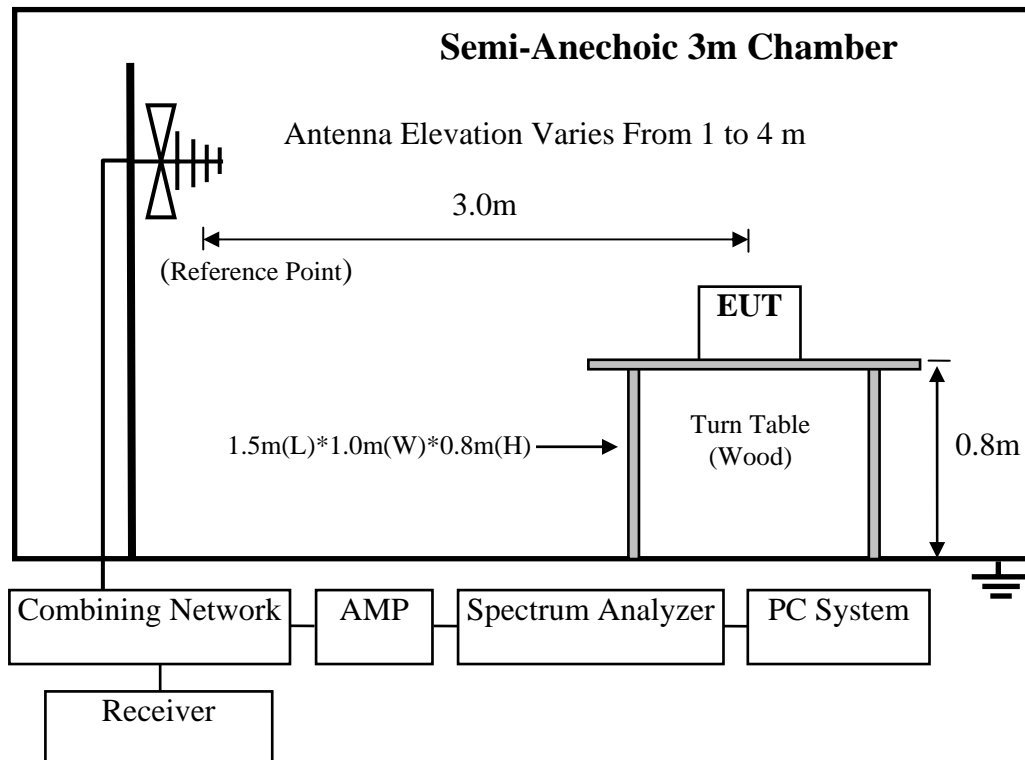 Semi-Anechoic 3m Chamber
Antenna Elevation Varies From 1 to 4 m
3.0m
(Reference Point)
EUT
1.5m(L)*1.0m(W)*0.8m(H)
Turn Table
(Wood)
0.8m
Combining Network
AMP
Spectrum Analyzer
PC System
Receiver